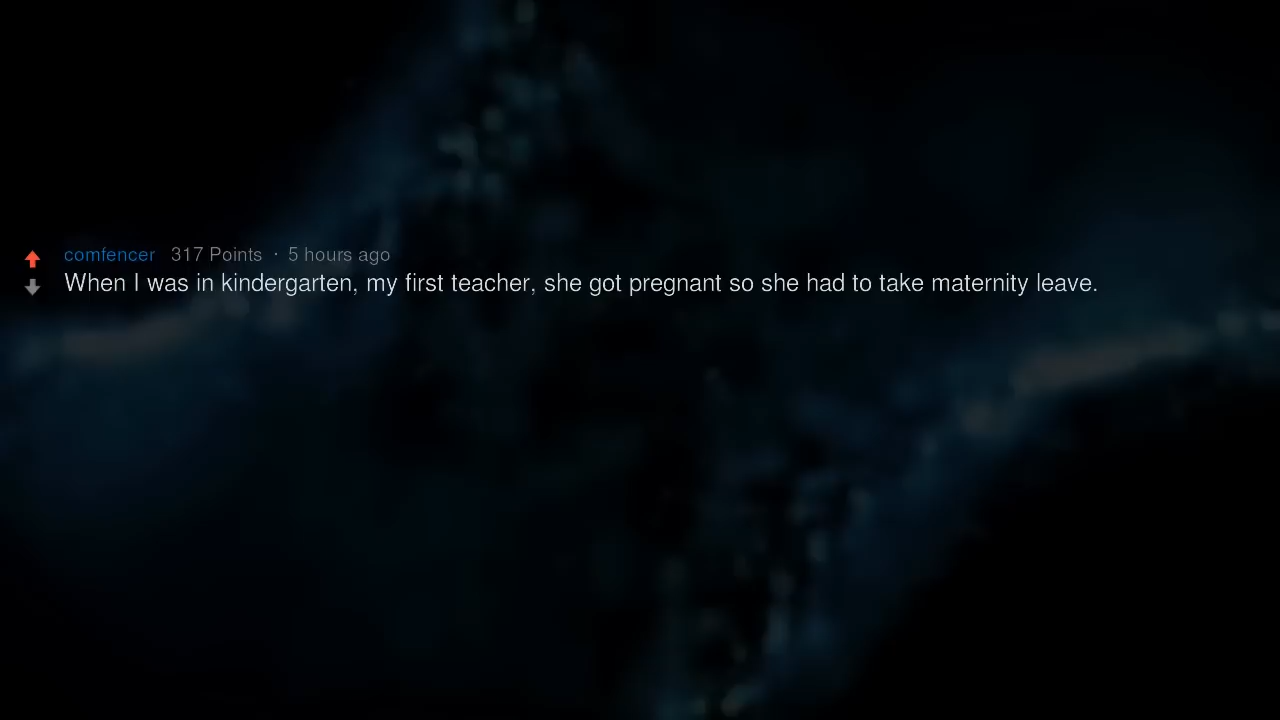 comfencer 317 Points · 5 hours ago
When I was in kindergarten, my first teacher, she got pregnant so she had to take maternity leave.